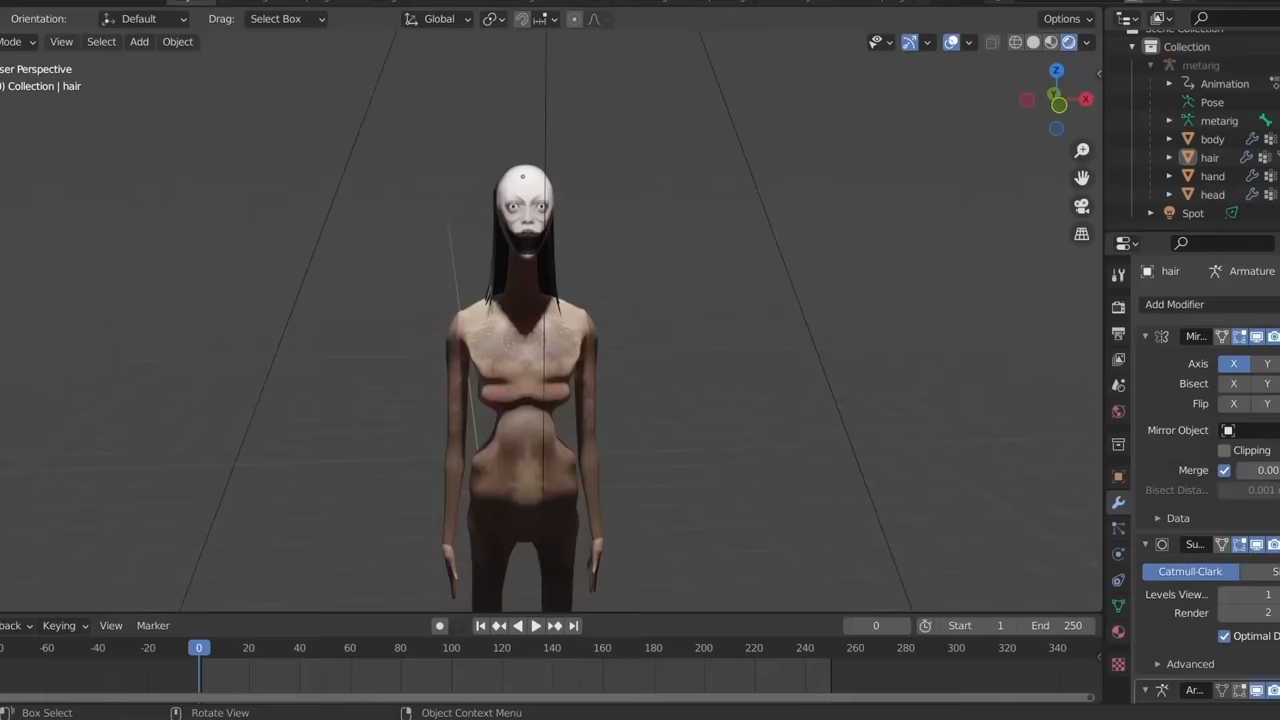 Orientation: Default Drag: Select Box Global Options
Mode View Select Add Object
ser Perspective
) Collection | hair
Z
Y X
Scene Collection
Collection
metarig
Animation
Pose
metarig
body
hair
hand
head
Spot
hair Armature
Add Modifier
Mir...
Axis X Y
Bisect X Y
Flip X Y
Mirror Object
Clipping
Merge 0.00
Bisect Dista... 0.001
Data
Su...
Catmull-Clark Si
Levels View... 1
Render 2
Optimal D
Advanced
Ar...
back Keying View Marker 0 Start 1 End 250
-60 -40 -20 0 20 40 60 80 100 120 140 160 180 200 220 240 260 280 300 320 340
Box Select Rotate View Object Context Menu